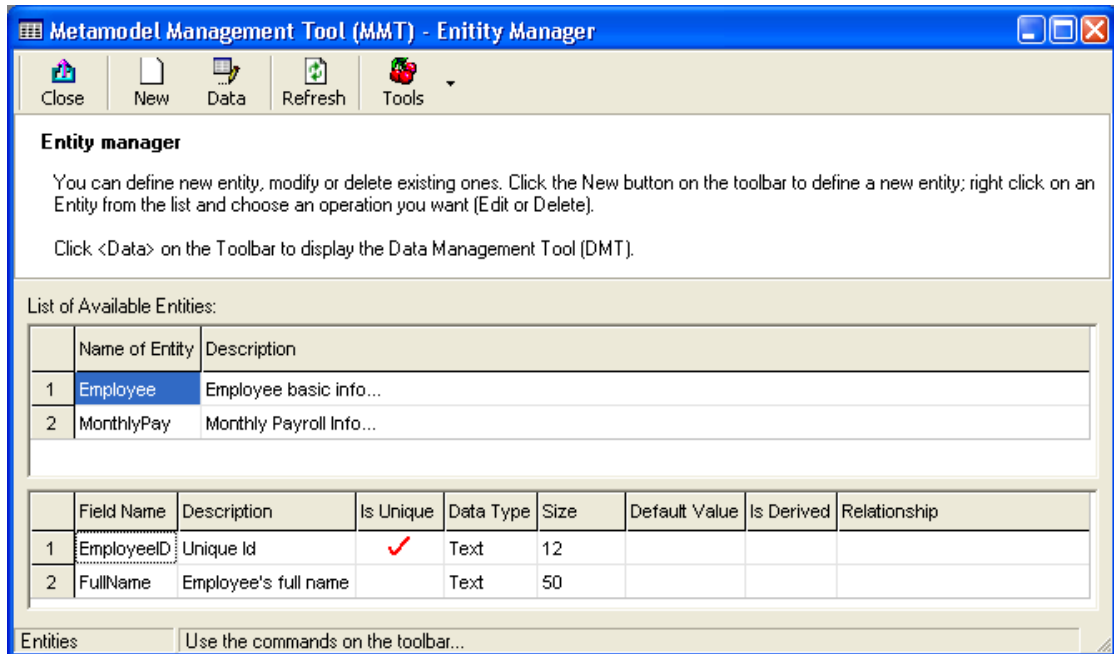 Metamodel Management Tool (MMT) - Enitity Manager
Close New Data Refresh Tools
Entity manager
You can define new entity, modify or delete existing ones. Click the New button on the toolbar to define a new entity; right click on an
Entity from the list and choose an operation you want (Edit or Delete).
Click <Data> on the Toolbar to display the Data Management Tool (DMT).
List of Available Entities:
Name of Entity Description
1 Employee Employee basic info...
2 MonthlyPay Monthly Payroll Info...
Field Name Description Is Unique Data Type Size Default Value Is Derived Relationship
1 EmployeeID Unique Id Text 12
2 FullName Employee's full name Text 50
Entities Use the commands on the toolbar...